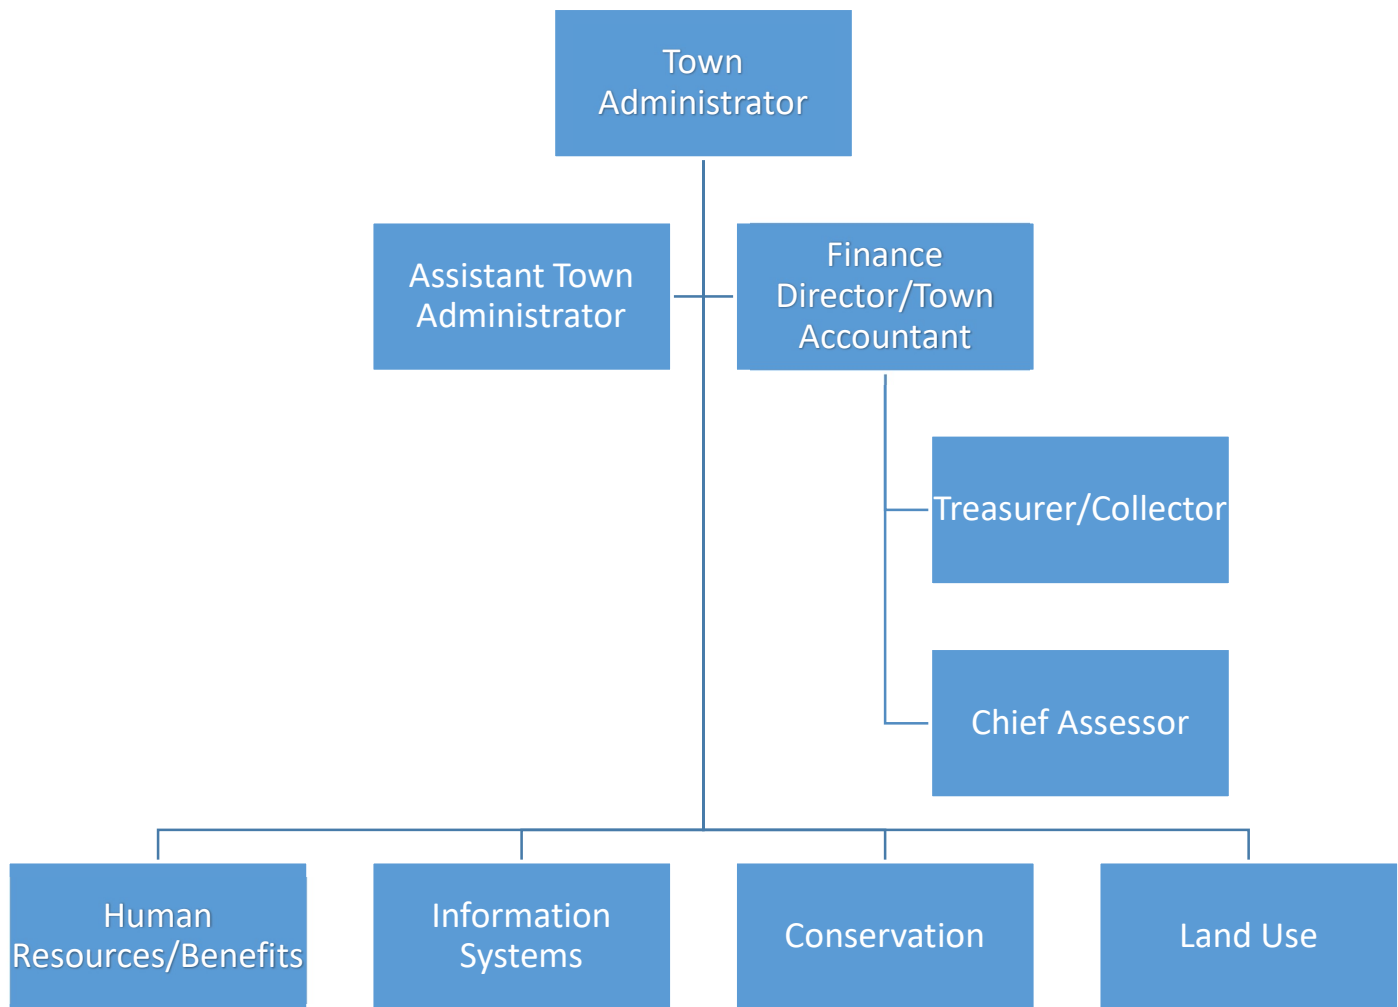 Town
Administrator
Assistant Town
Administrator
Finance
Director/Town
Accountant
Treasurer/Collector
Chief Assessor
Human
Resources/Benefits
Information
Systems
Conservation
Land Use